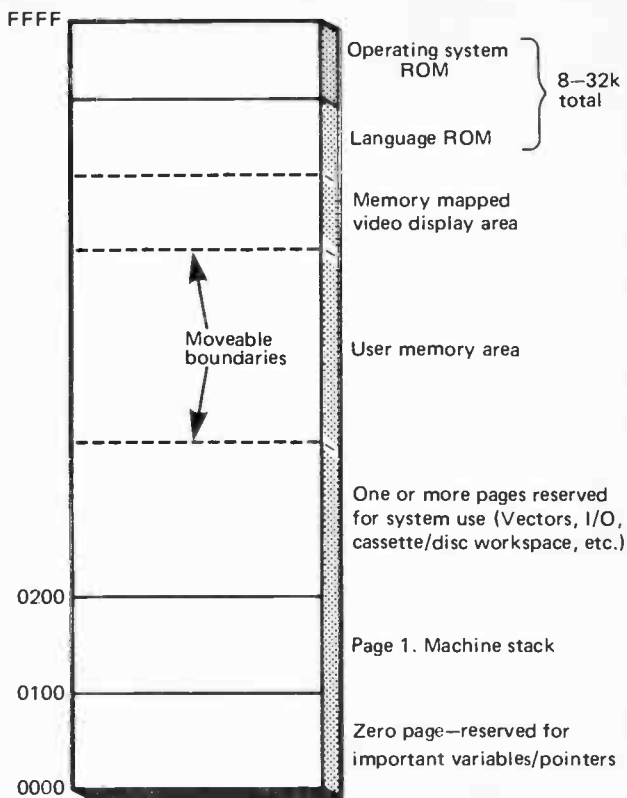 FFFF
Operating system
ROM
8–32k
total
Language ROM
Memory mapped
video display area
Moveable
boundaries
User memory area
One or more pages reserved
for system use (Vectors, I/O,
cassette/disc workspace, etc.)
0200
Page 1. Machine stack
0100
Zero page—reserved for
important variables/pointers
0000